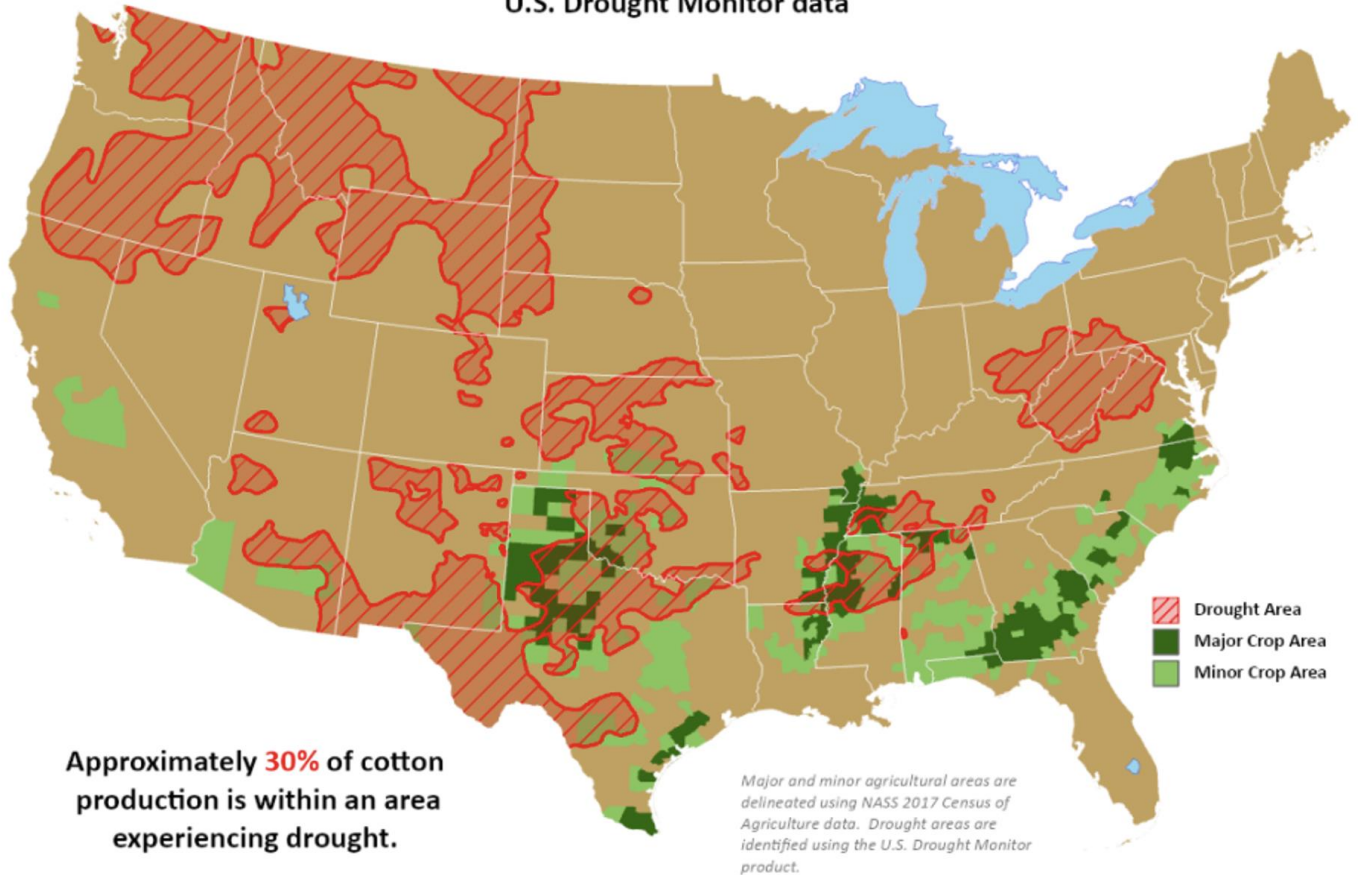 U.S. Drought Monitor data
Drought Area
Major Crop Area
Minor Crop Area
Approximately 30% of cotton
production is within an area
experiencing drought.
Major and minor agricultural areas are
delineated using NASS 2017 Census of
Agriculture data.  Drought areas are
identified using the U.S. Drought Monitor
product.